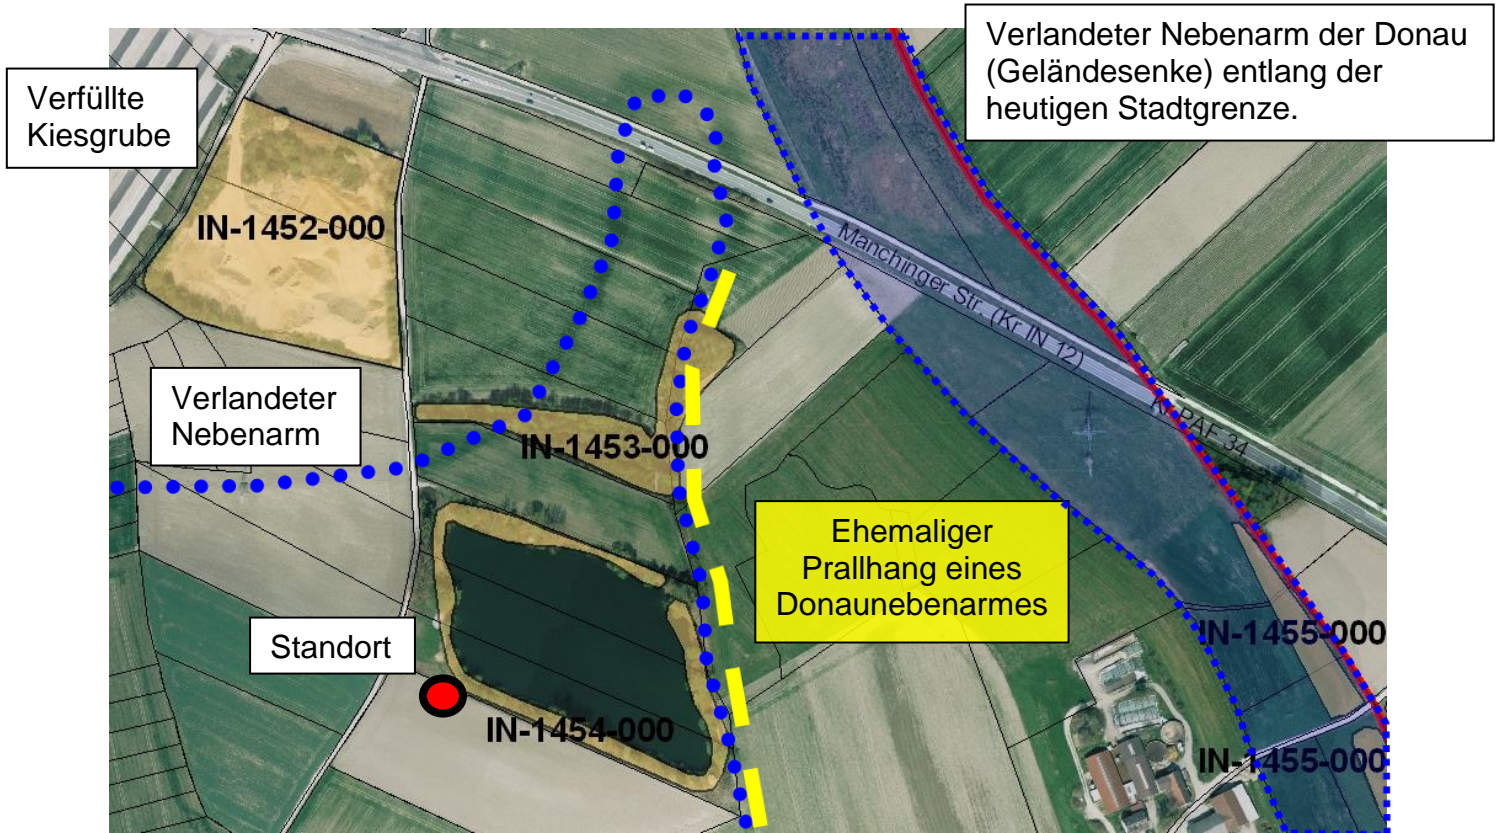 Verlandeter Nebenarm der Donau
(Geländesenke) entlang der
heutigen Stadtgrenze.
Verfüllte
Kiesgrube
IN-1452-000
Manchinger Str. (Kr IN 12)
Verlandeter
Nebenarm
PAF 34
IN-1453-000
Ehemaliger
Prallhang eines
Donaunebenarmes
Standort
IN-1455-000
IN-1454-000
IN-1455-000